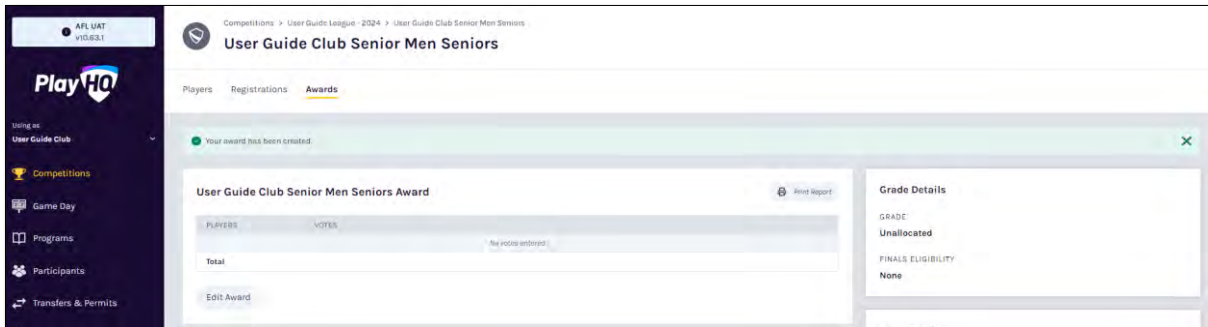 AFL UAT
v10.63.1
PlayHQ
Using as
User Guide Club
Competitions
Game Day
Programs
Participants
Transfers & Permits
Competitions > User Guide League - 2024 > User Guide Club Senior Men Seniors
User Guide Club Senior Men Seniors
Players Registrations Awards
Your award has been created.
User Guide Club Senior Men Seniors Award
Print Report
PLAYERS VOTES
No votes entered
Total
Edit Award
Grade Details
GRADE
Unallocated
FINALS ELIGIBILITY
None